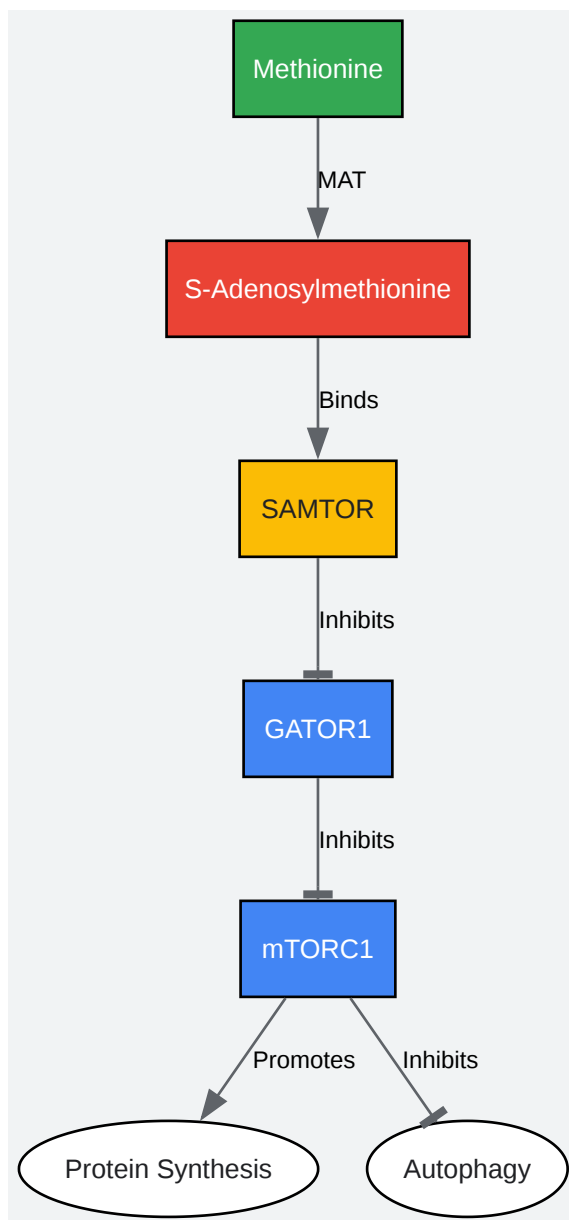 Methionine
MAT
S-Adenosylmethionine
Binds
SAMTOR
Inhibits
GATOR1
Inhibits
mTORC1
Promotes
Inhibits
Protein Synthesis
Autophagy